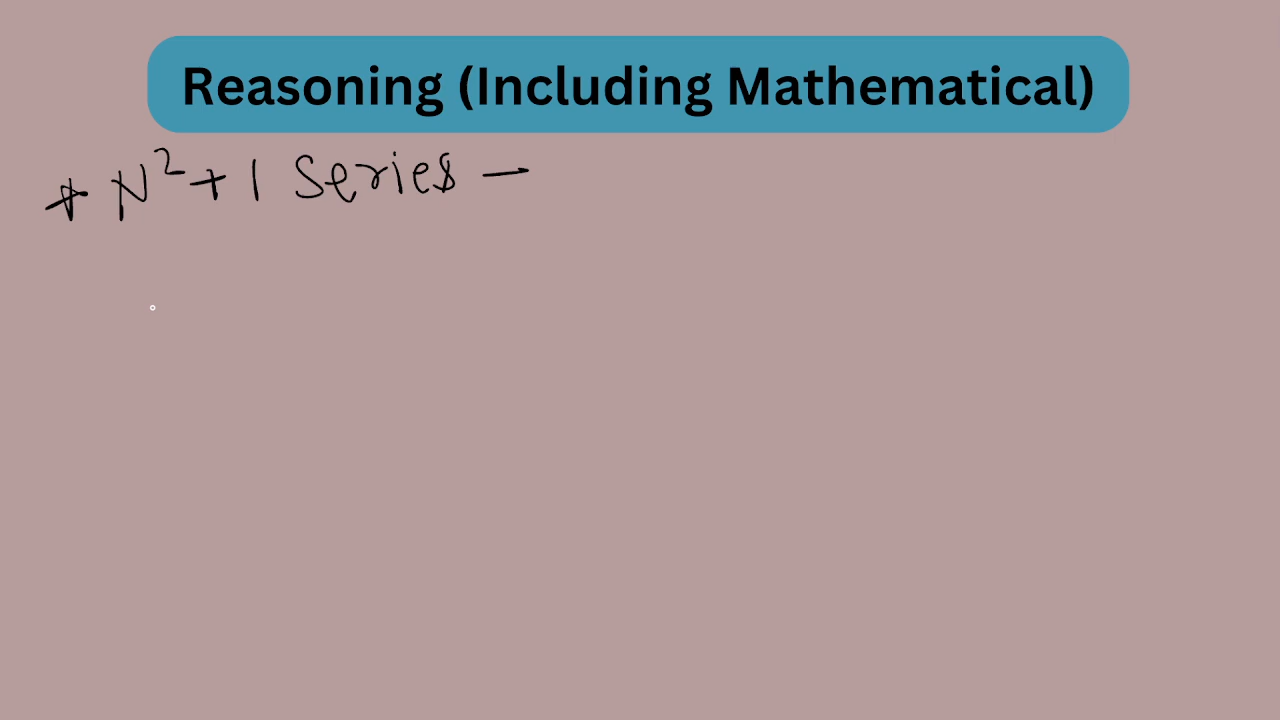 Reasoning (Including Mathematical)
* N²+1 Series —